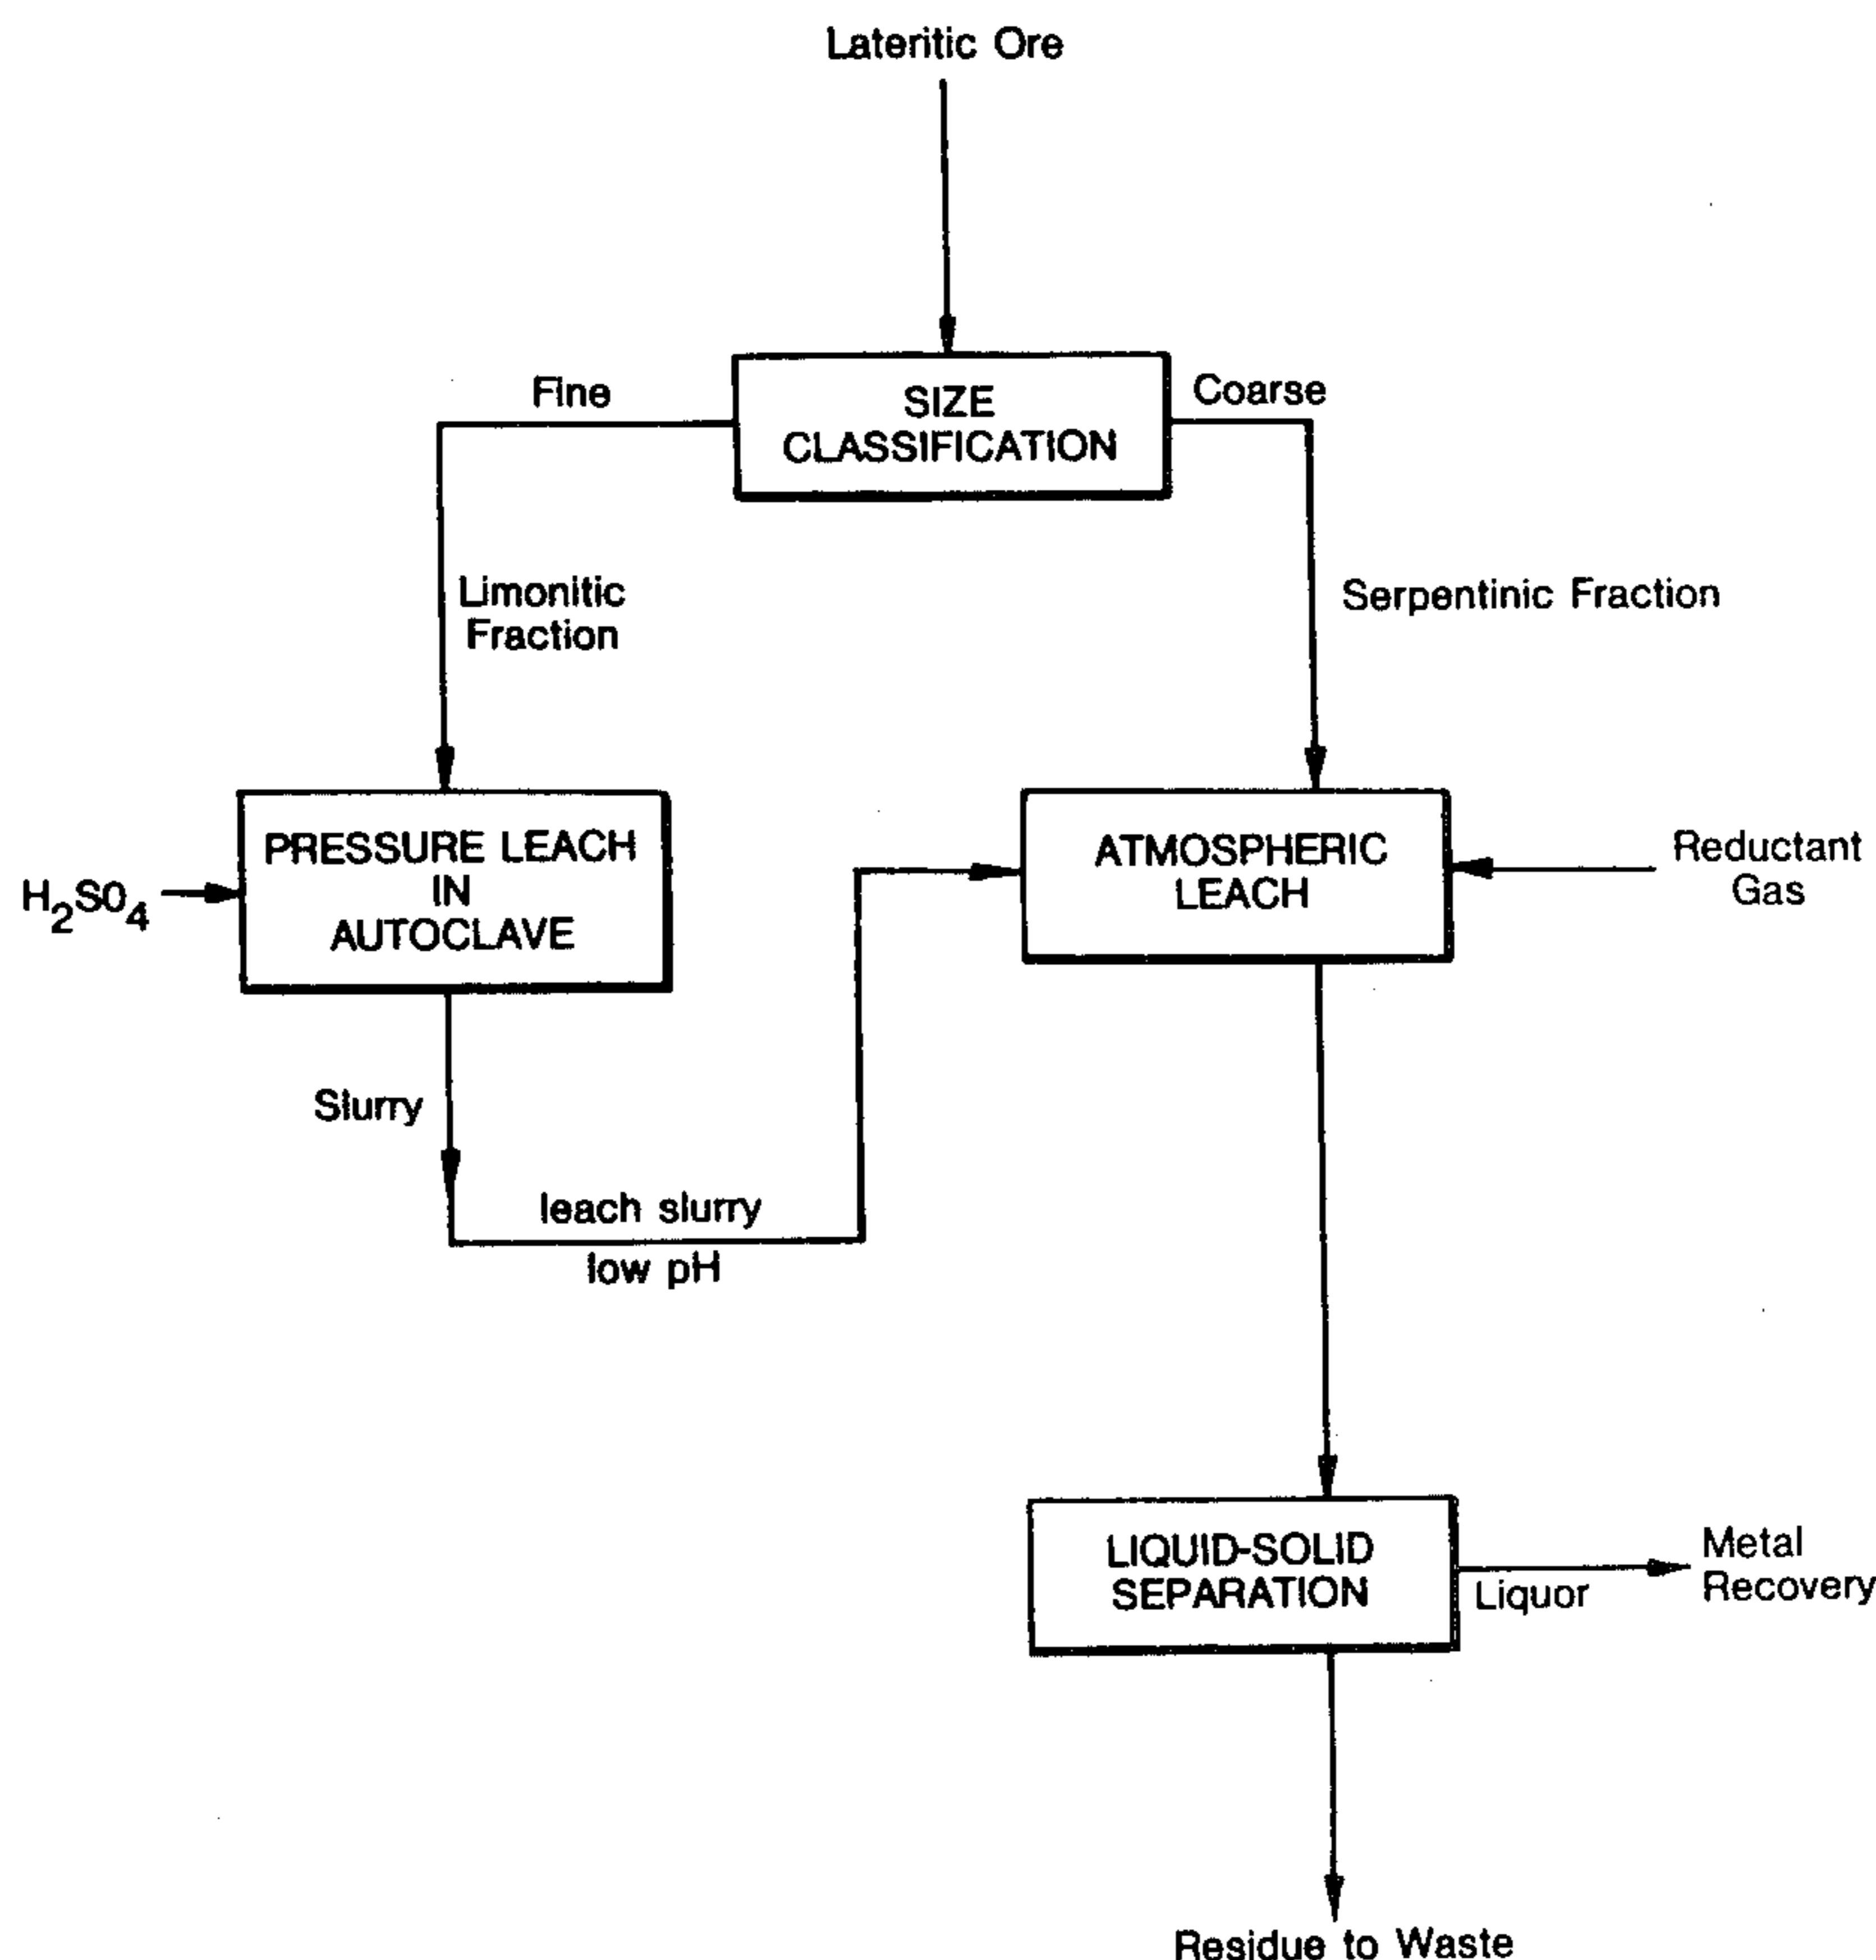 Lateritic Ore
Fine
SIZE
CLASSIFICATION
Coarse
Limonitic
Fraction
Serpentinic Fraction
H2SO4
PRESSURE LEACH
IN
AUTOCLAVE
ATMOSPHERIC
LEACH
Reductant
Gas
Slurry
leach slurry
low pH
LIQUID-SOLID
SEPARATION
Liquor
Metal
Recovery
Residue to Waste